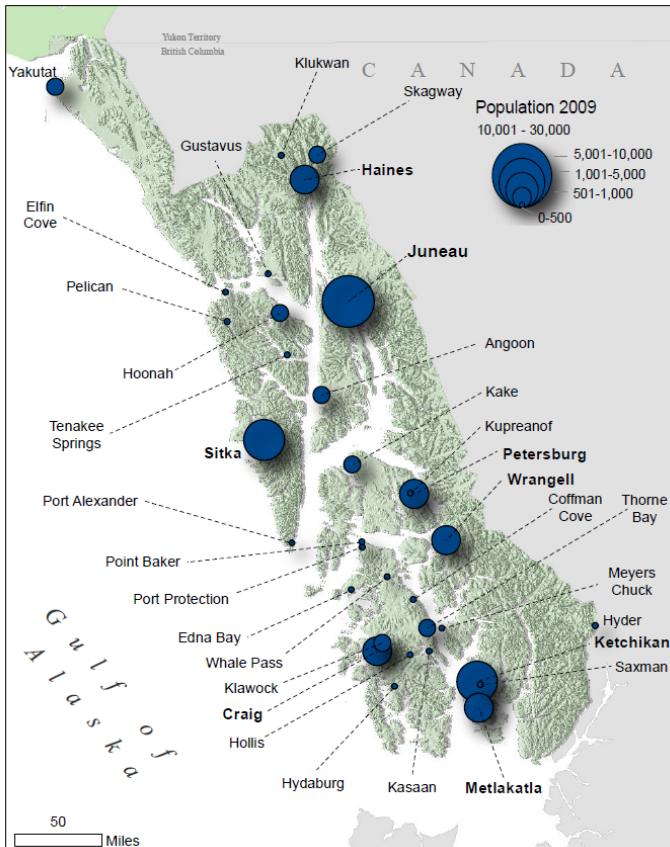 Yukon Territory
British Columbia
Yakutat
Klukwan
C A N A D A
Skagway
Population 2009
10,001 - 30,000
5,001-10,000
1,001-5,000
501-1,000
0-500
Gustavus
Haines
Elfin
Cove
Juneau
Pelican
Hoonah
Angoon
Tenakee
Springs
Kake
Kupreanof
Sitka
Petersburg
Wrangell
Coffman
Cove
Thorne
Bay
Port Alexander
Point Baker
Port Protection
Meyers
Chuck
Edna Bay
Hyder
Whale Pass
Ketchikan
Klawock
Saxman
Craig
Hollis
Hydaburg
Kasaan
Metlakatla
Gulf of
Alaska
50
Miles